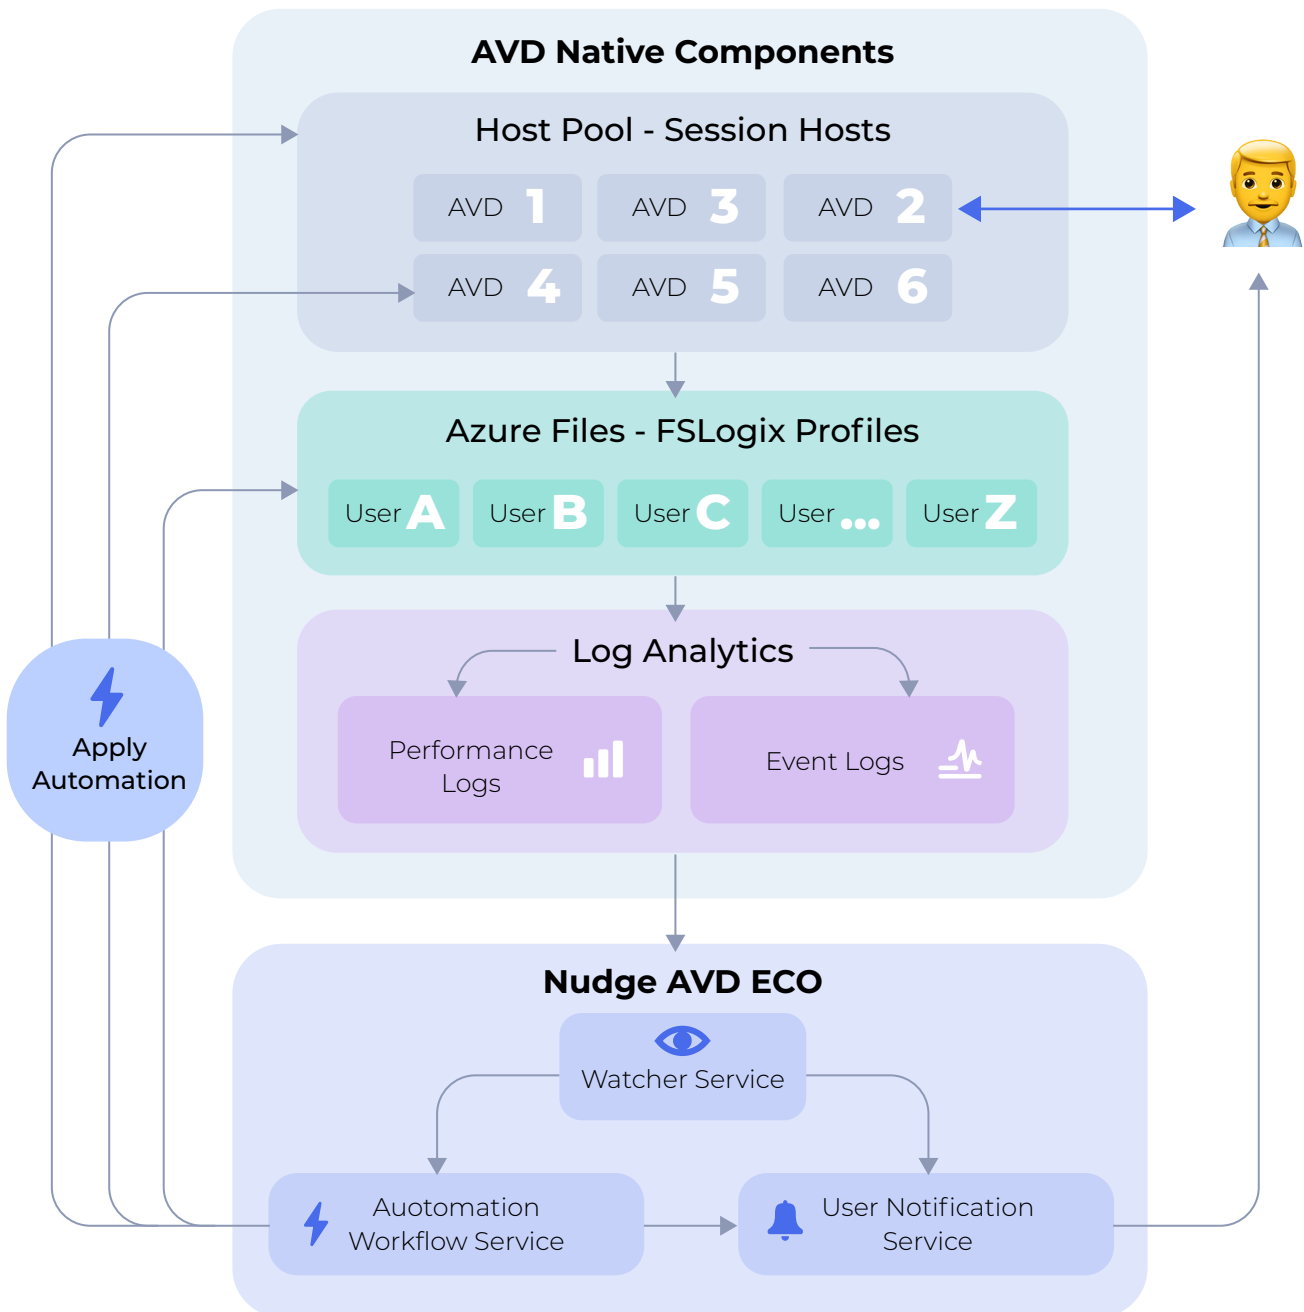 AVD Native Components
Host Pool - Session Hosts
AVD 1
AVD 3
AVD 2
AVD 4
AVD 5
AVD 6
Azure Files - FSLogix Profiles
User A
User B
User C
User ...
User Z
Log Analytics
Performance
Logs
Event Logs
Apply
Automation
Nudge AVD ECO
Watcher Service
Auotomation
Workflow Service
User Notification
Service